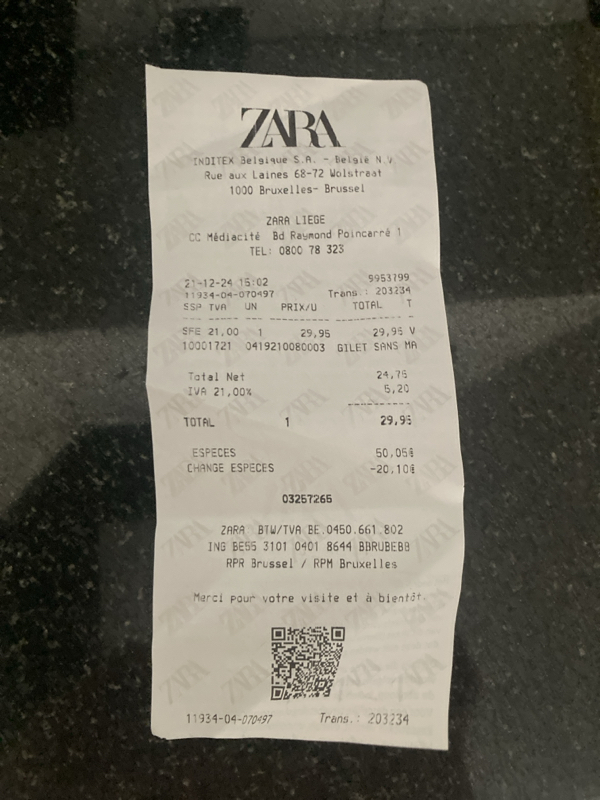 ZARA
INDITEX Belgique S.A. - België N.V
Rue aux Laines 68-72 Wolstraat
1000 Bruxelles- Brussel
ZARA LIEGE
CC Médiacité Bd Raymond Poincarré 1
TEL: 0800 78 323
21-12-24 15:02 9953799
11934-04-070497 Trans.: 203234
SSP TVA UN PRIX/U TOTAL T
SFE 21,00 1 29,95 29,95 V
10001721 0419210080003 GILET SANS MA
Total Net 24,75
IVA 21,00% 5,20
TOTAL 1 29,95
ESPECES 50,05€
CHANGE ESPECES -20,10€
03257265
ZARA BTW/TVA BE.0450.661.802
ING BE55 3101 0401 8644 BBRUBEBB
RPR Brussel / RPM Bruxelles
Merci pour votre visite et à bientôt.
11934-04-070497 Trans.: 203234